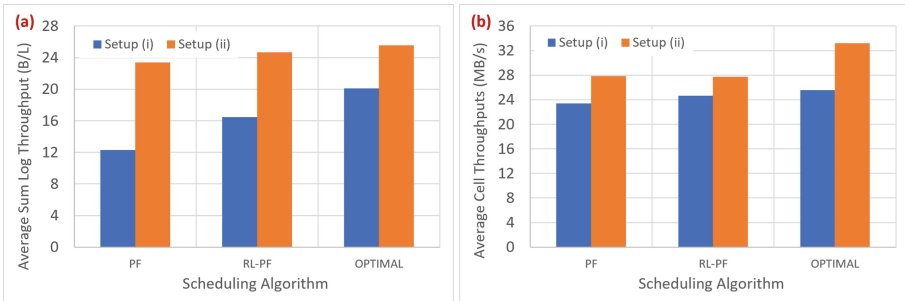 (a)
Average Sum Log Throughput (B/L)
28
24
20
16
12
8
4
0
Setup (i) Setup (ii)
PF RL-PF OPTIMAL
Scheduling Algorithm
(b)
Average Cell Throughputs (MB/s)
36
32
28
24
20
16
12
8
4
0
Setup (i) Setup (ii)
PF RL-PF OPTIMAL
Scheduling Algorithm